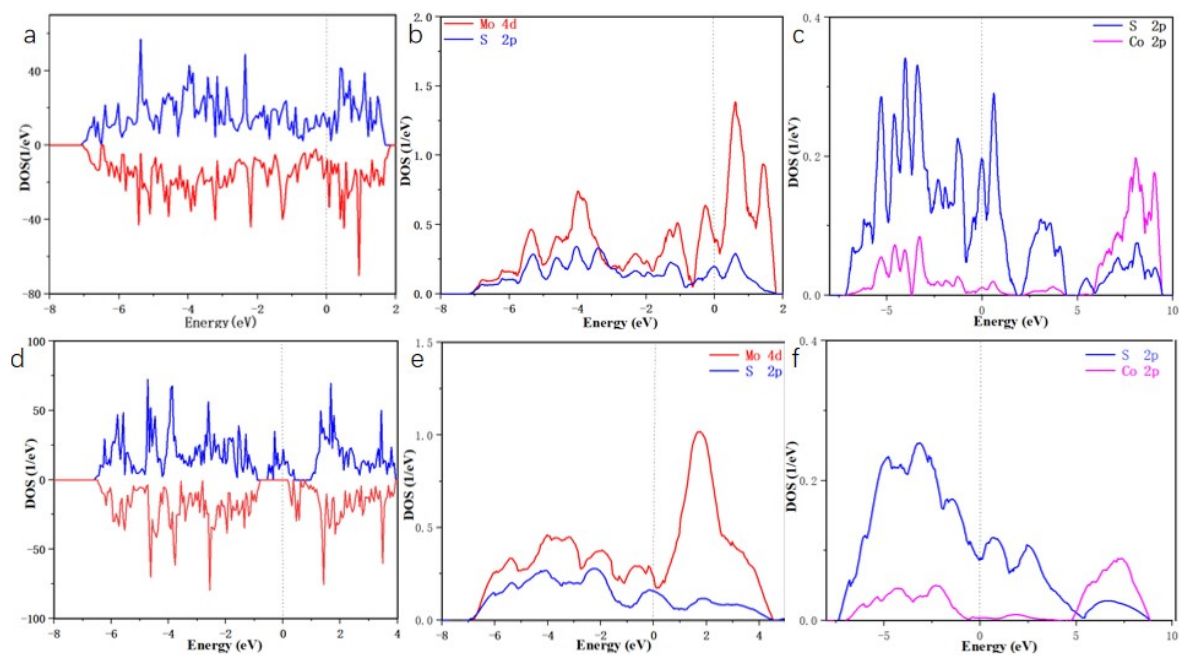 a
DOS(1/eV)
40
0
-40
-80
-8
-6
-4
-2
0
2
Energy(eV)
b
Mo 4d
S 2p
DOS (1/eV)
2.0
1.5
1.0
0.5
0.0
-8
-6
-4
-2
0
2
Energy (eV)
c
S 2p
Co 2p
DOS (1/eV)
0.4
0.2
0.0
-5
0
5
10
Energy (eV)
d
DOS (1/eV)
100
50
0
-50
-100
-8
-6
-4
-2
0
2
4
Energy (eV)
e
Mo 4d
S 2p
DOS (1/eV)
1.5
1.0
0.5
0.0
-8
-6
-4
-2
0
2
4
Energy (eV)
f
S 2p
Co 2p
DOS (1/eV)
0.4
0.2
0.0
-5
0
5
10
Energy (eV)